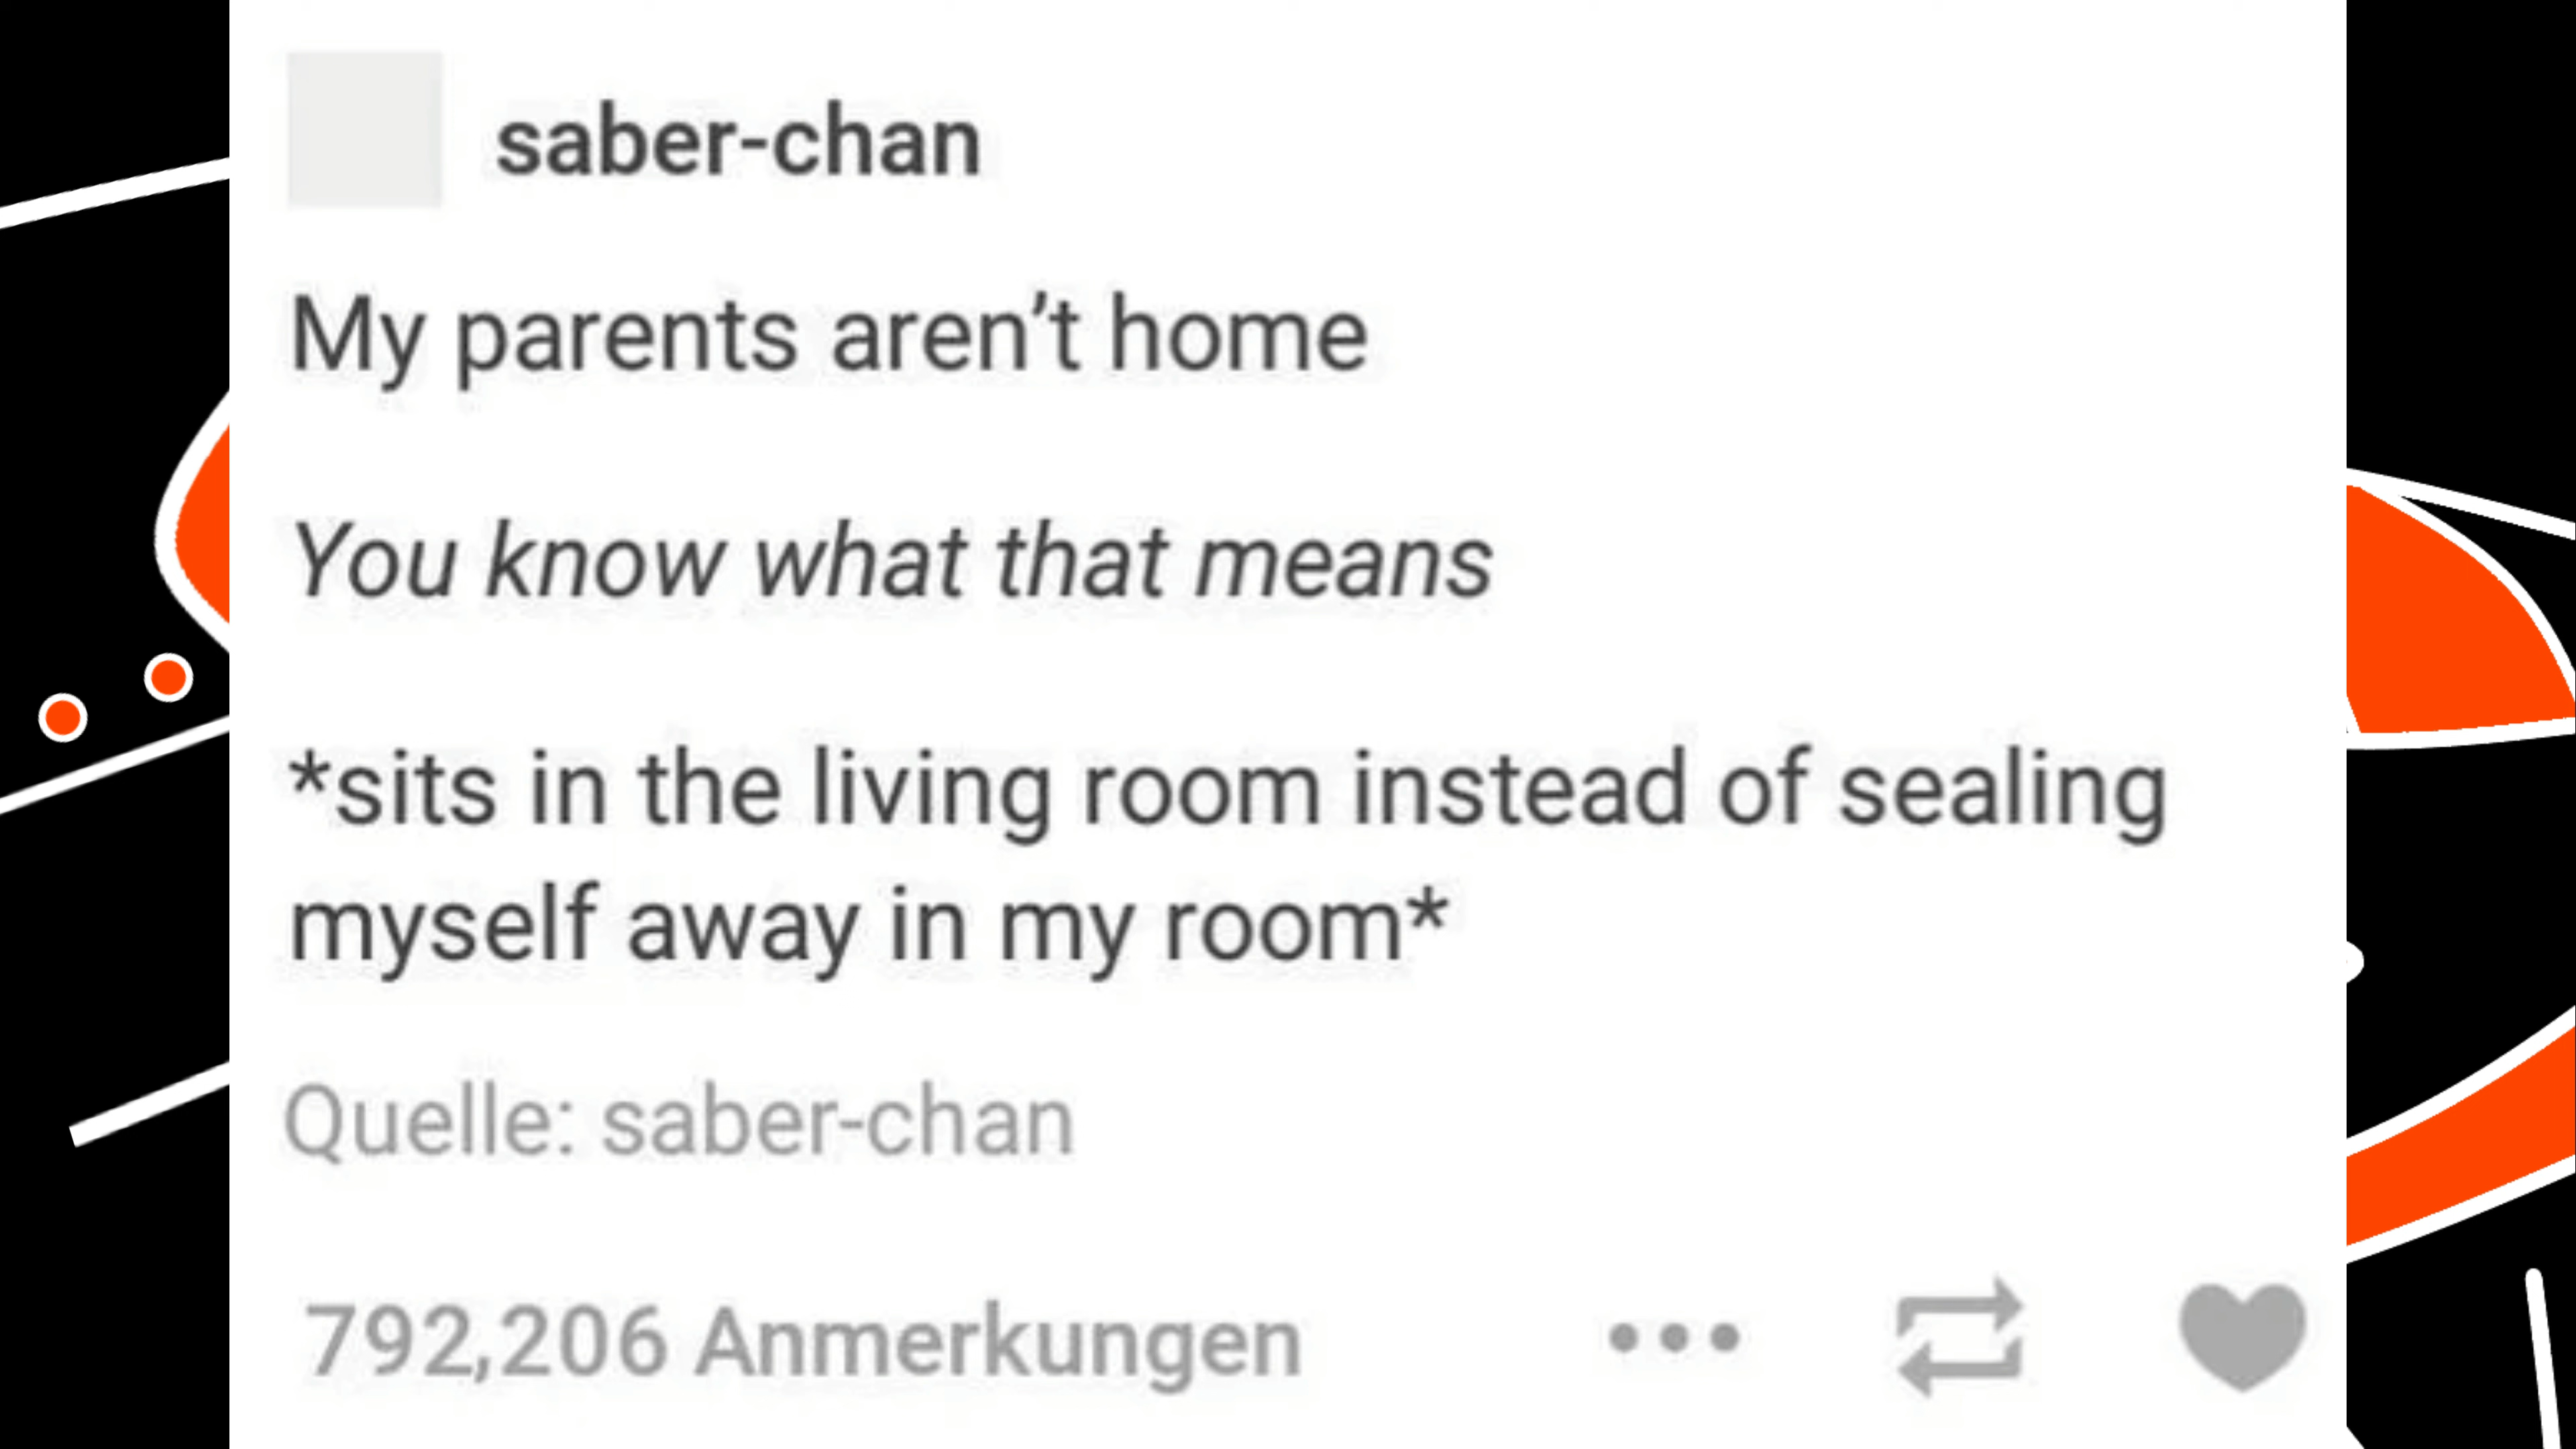 saber-chan
My parents aren’t home
You know what that means
*sits in the living room instead of sealing
myself away in my room*
Quelle: saber-chan
792,206 Anmerkungen